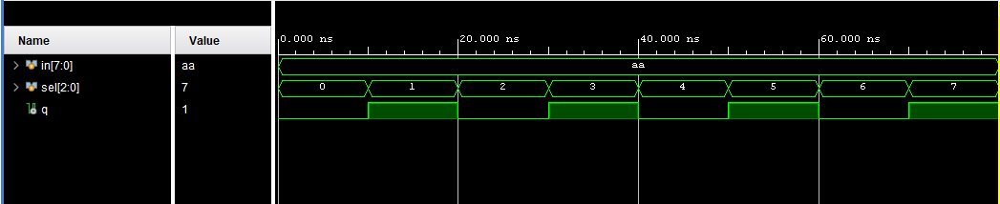 Name Value
0.000 ns 20.000 ns 40.000 ns 60.000 ns
in[7:0] aa aa
sel[2:0] 7 0 1 2 3 4 5 6 7
q 1